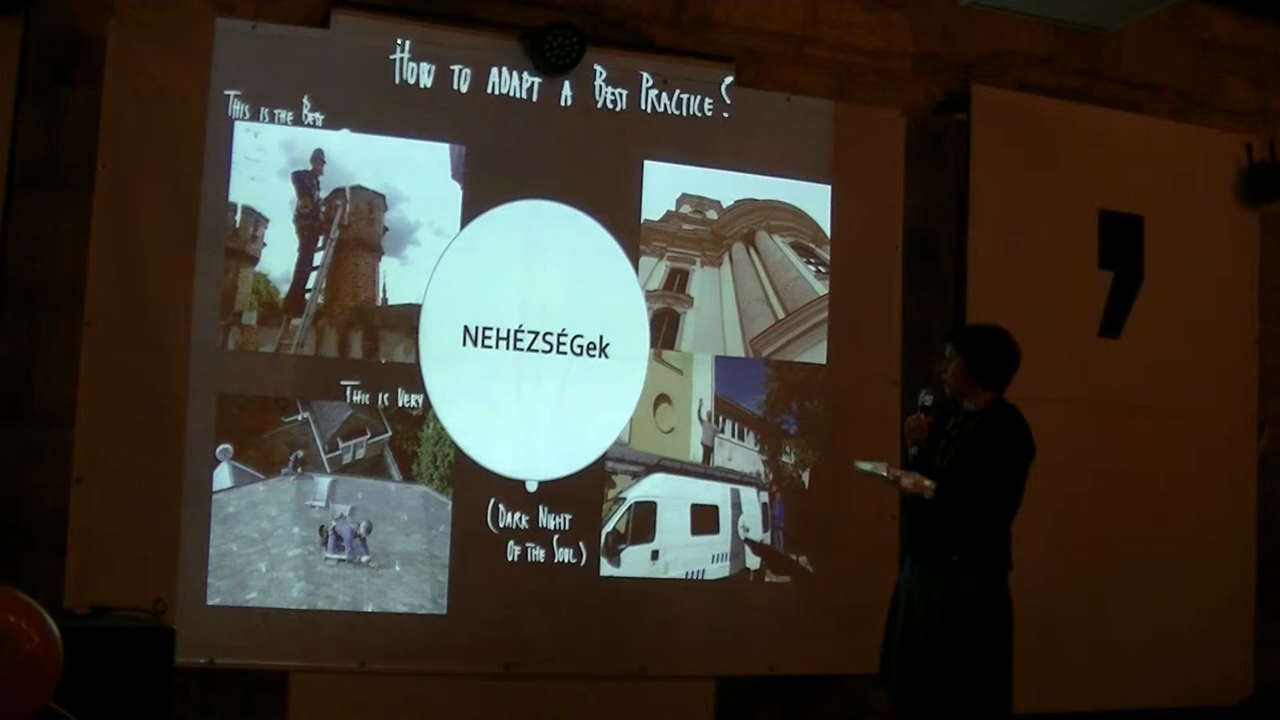 HOW TO ADAPT A BEST PRACTICE?
THIS IS THE BEST
NEHÉZSÉGek
THIS IS VERY
(DARK NIGHT
OF THE SOUL)
,